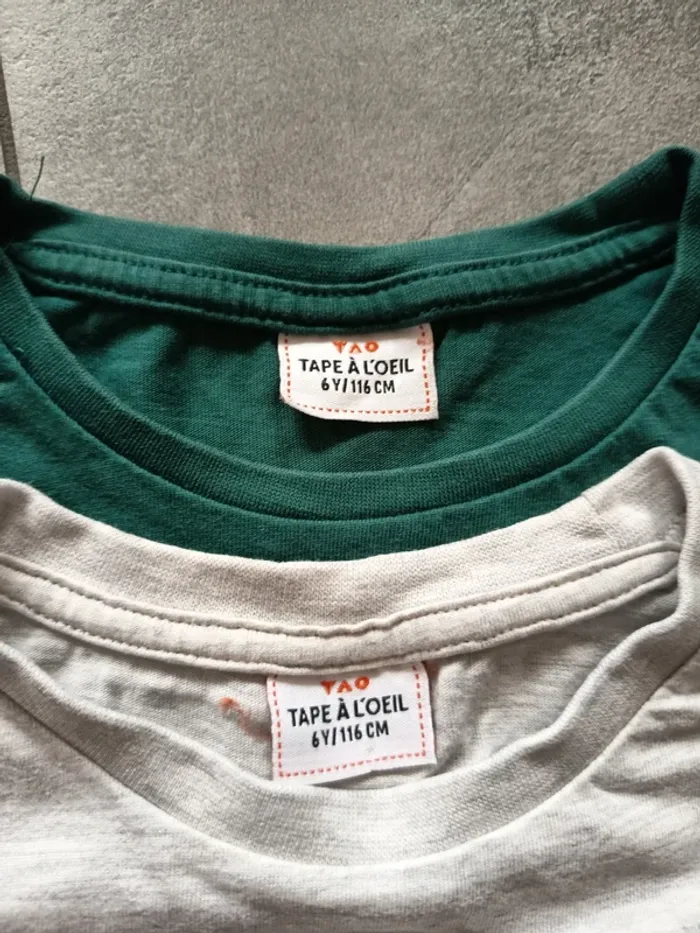 TAO
TAPE À L'OEIL
6Y/116 CM
TAO
TAPE À L'OEIL
6Y/116 CM